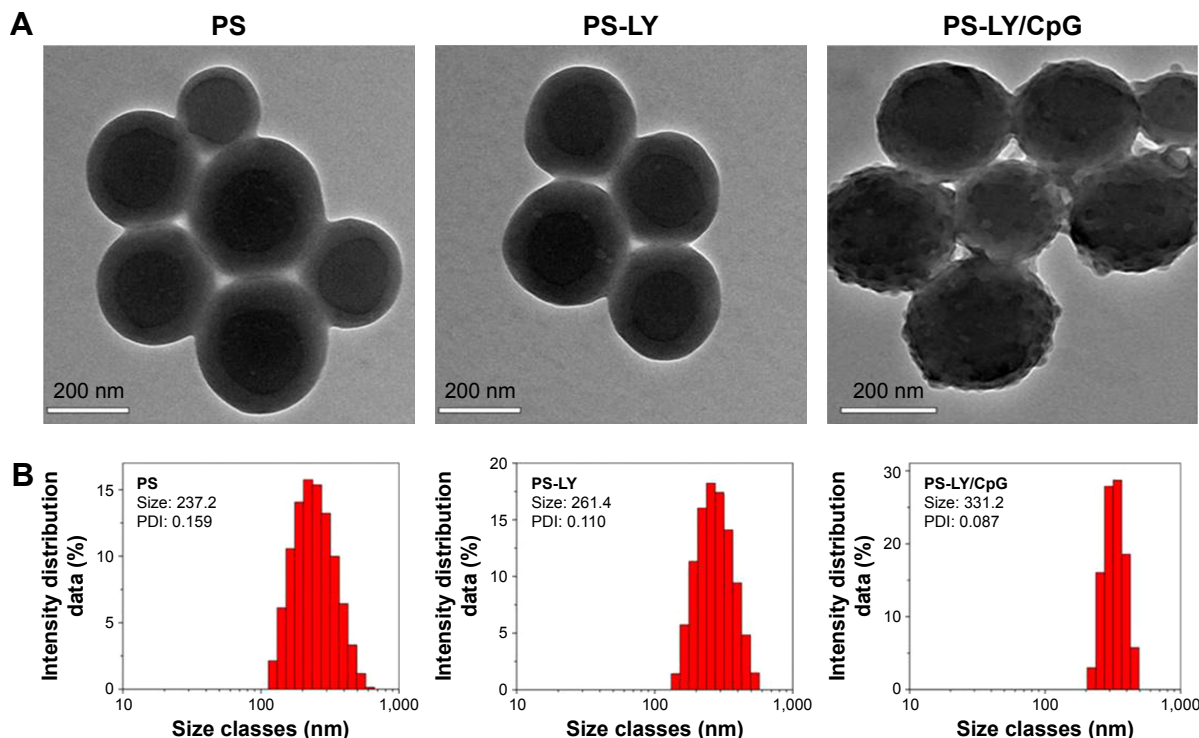 A
PS
PS-LY
PS-LY/CpG
200 nm
200 nm
200 nm
B
Intensity distribution
data (%)
15
10
5
0
PS
Size: 237.2
PDI: 0.159
10
100
1,000
Size classes (nm)
Intensity distribution
data (%)
20
15
10
5
0
PS-LY
Size: 261.4
PDI: 0.110
10
100
1,000
Size classes (nm)
Intensity distribution
data (%)
30
20
10
0
PS-LY/CpG
Size: 331.2
PDI: 0.087
10
100
1,000
Size classes (nm)